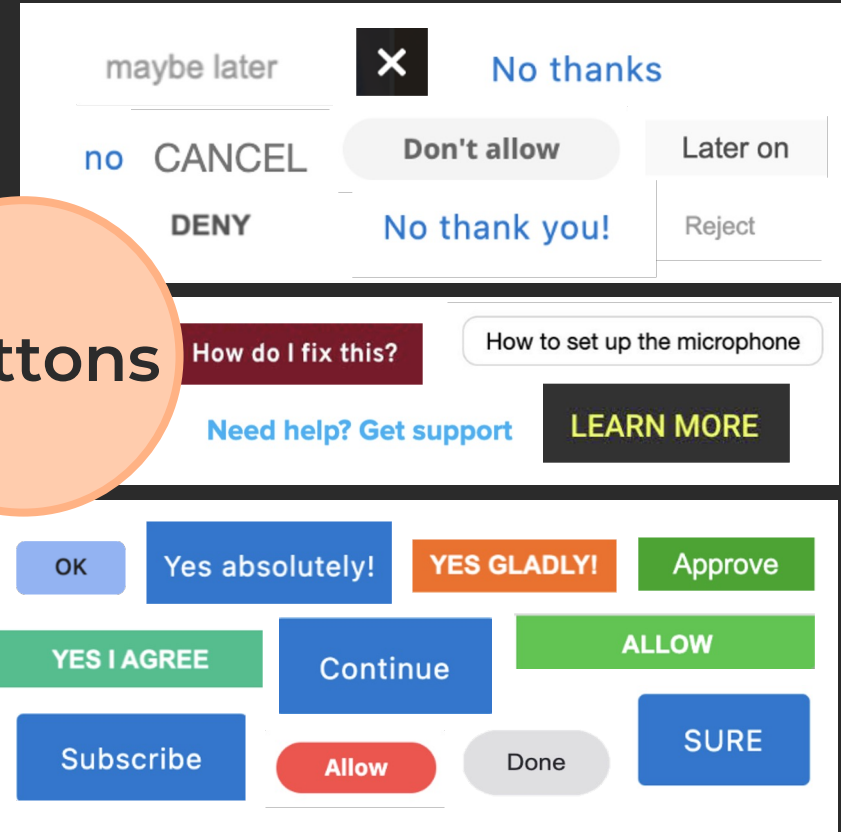 maybe later
✕
No thanks
no
CANCEL
Don't allow
Later on
DENY
No thank you!
Reject
ttons
How do I fix this?
How to set up the microphone
Need help? Get support
LEARN MORE
OK
Yes absolutely!
YES GLADLY!
Approve
YES I AGREE
Continue
ALLOW
Subscribe
Allow
Done
SURE